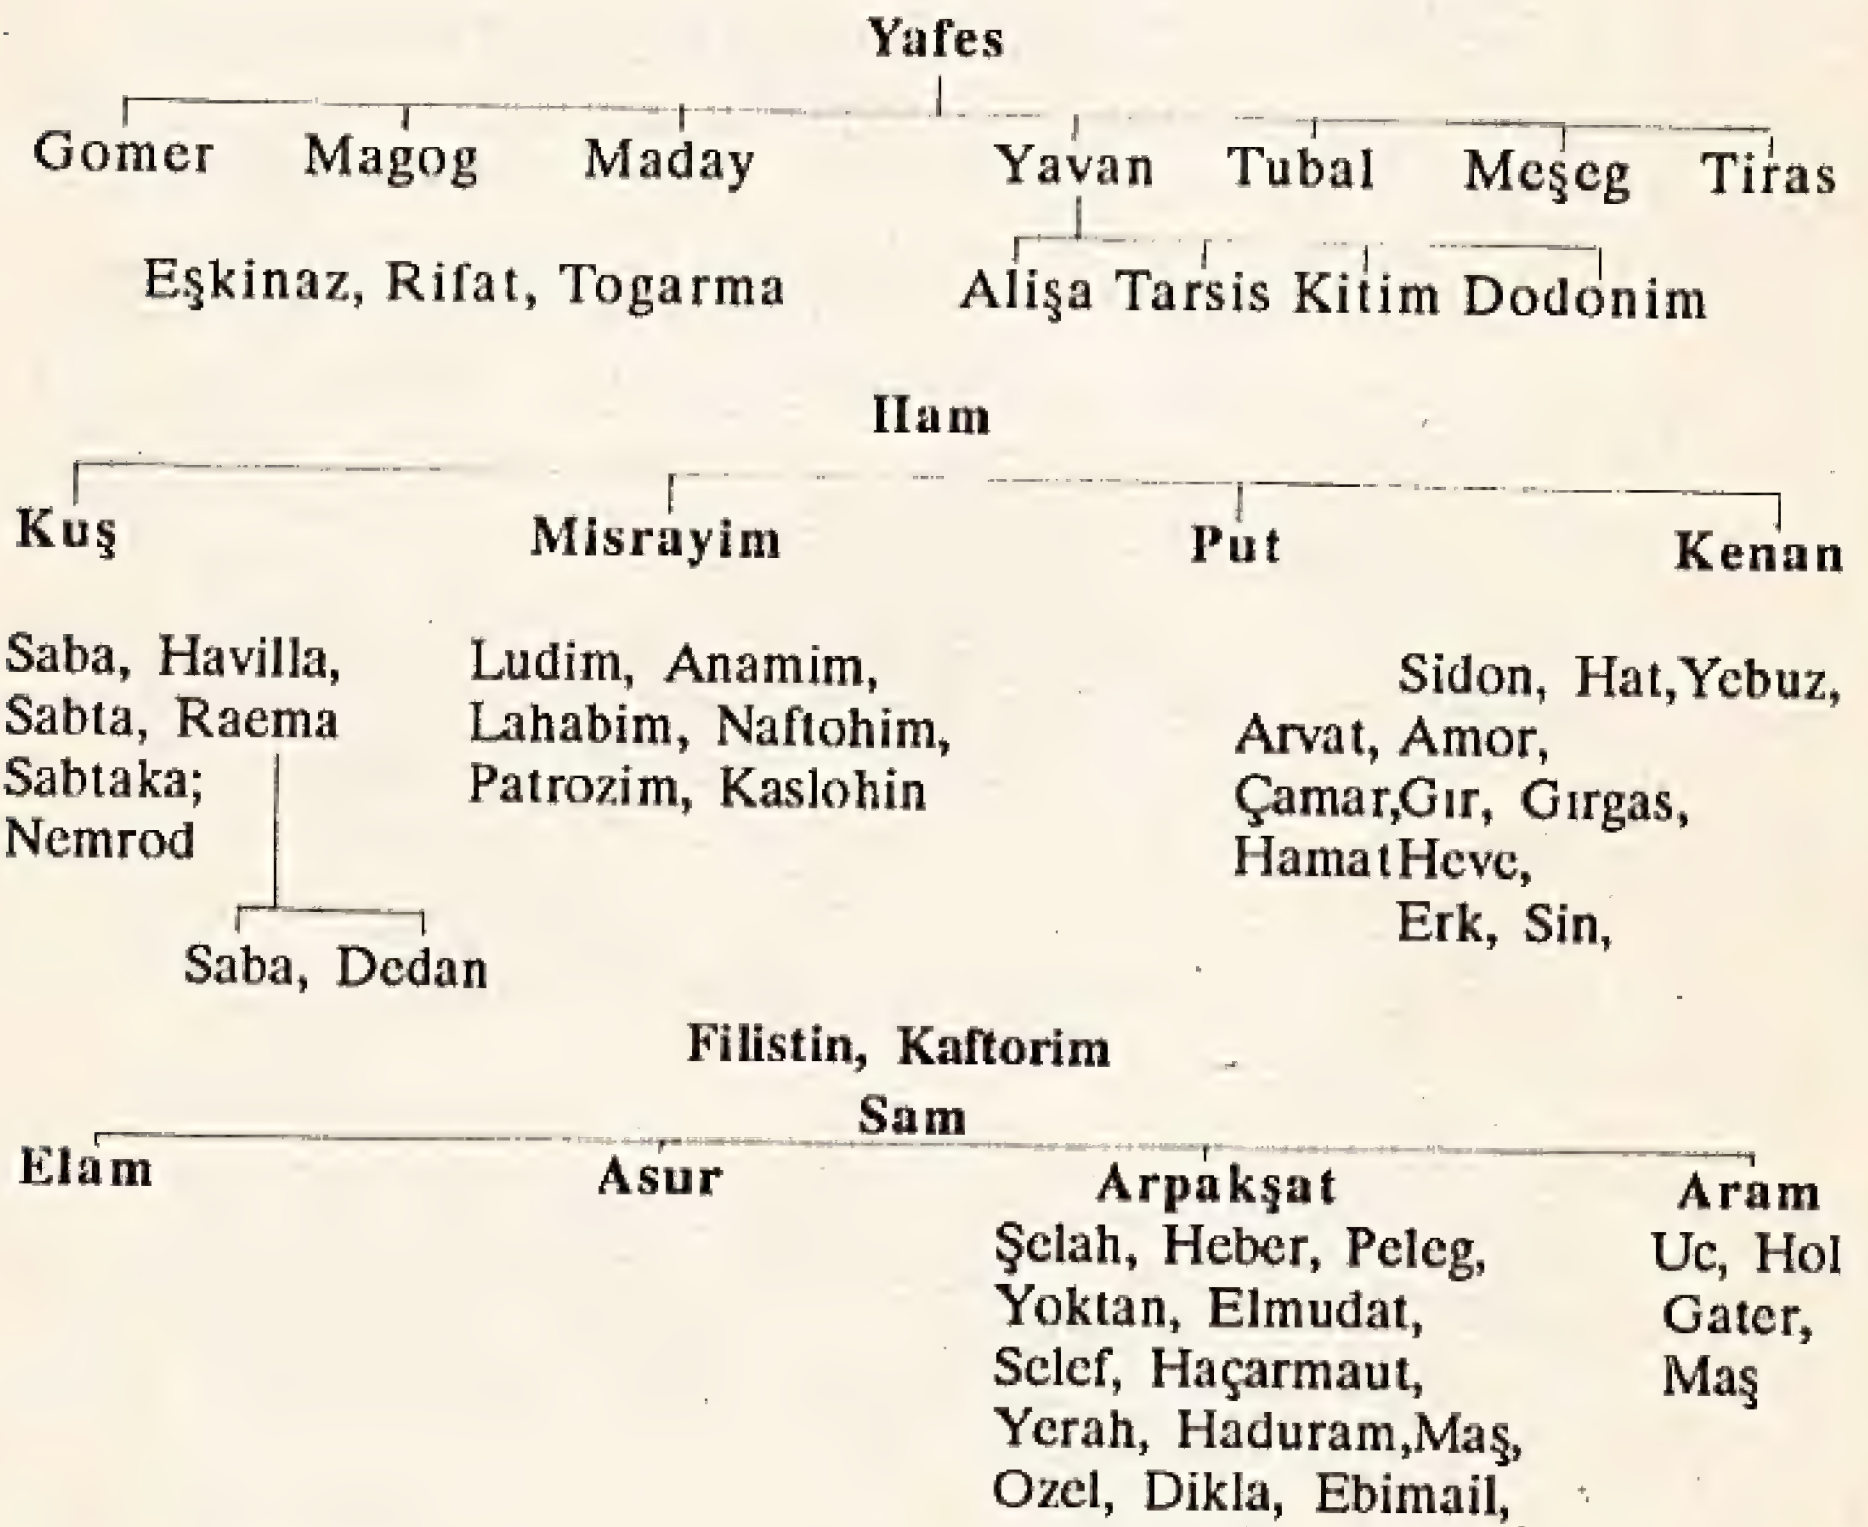 Yafes
Gomer Magog Maday Yavan Tubal Meşeg Tiras
Eşkinaz, Rifat, Togarma Alişa Tarsis Kitim Dodonim
Ham
Kuş Misrayim Put Kenan
Saba, Havilla, Ludim, Anamim, Sidon, Hat,Yebuz,
Sabta, Raema Lahabim, Naftohim, Arvat, Amor,
Sabtaka; Patrozim, Kaslohin Çamar,Gır, Gırgas,
Nemrod Hamat Heve,
Erk, Sin,
Saba, Dedan
Filistin, Kaftorim
Sam
Elam Asur Arpakşat Aram
Şelah, Heber, Peleg, Uc, Hol
Yoktan, Elmudat, Gater,
Selef, Haçarmaut, Maş
Yerah, Haduram,Maş,
Ozel, Dikla, Ebimail,